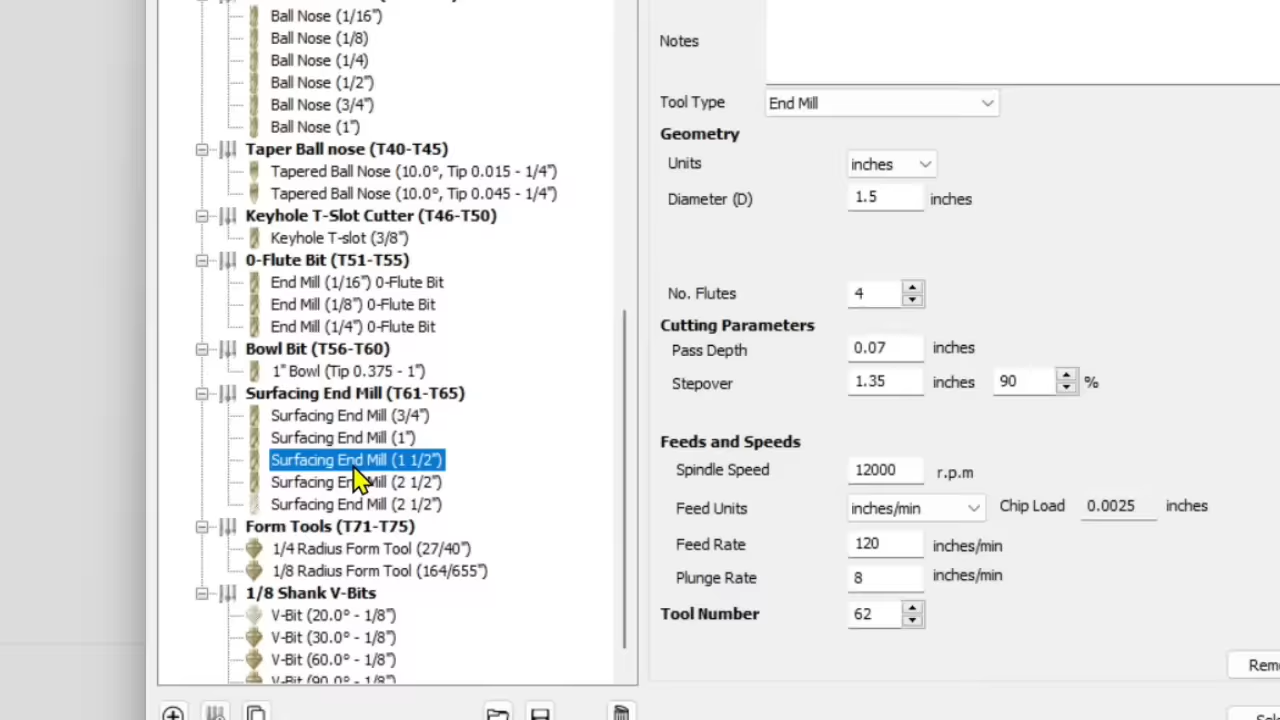 Ball Nose (1/16")
Ball Nose (1/8)
Ball Nose (1/4)
Ball Nose (1/2")
Ball Nose (3/4")
Ball Nose (1")
Taper Ball nose (T40-T45)
Tapered Ball Nose (10.0°, Tip 0.015 - 1/4")
Tapered Ball Nose (10.0°, Tip 0.045 - 1/4")
Keyhole T-Slot Cutter (T46-T50)
Keyhole T-slot (3/8")
0-Flute Bit (T51-T55)
End Mill (1/16") 0-Flute Bit
End Mill (1/8") 0-Flute Bit
End Mill (1/4") 0-Flute Bit
Bowl Bit (T56-T60)
1" Bowl (Tip 0.375 - 1")
Surfacing End Mill (T61-T65)
Surfacing End Mill (3/4")
Surfacing End Mill (1")
Surfacing End Mill (1 1/2")
Surfacing End Mill (2 1/2")
Surfacing End Mill (2 1/2")
Form Tools (T71-T75)
1/4 Radius Form Tool (27/40")
1/8 Radius Form Tool (164/655")
1/8 Shank V-Bits
V-Bit (20.0° - 1/8")
V-Bit (30.0° - 1/8")
V-Bit (60.0° - 1/8")
V-Bit (90.0° - 1/8")
Notes
Tool Type End Mill
Geometry
Units inches
Diameter (D) 1.5 inches
No. Flutes 4
Cutting Parameters
Pass Depth 0.07 inches
Stepover 1.35 inches 90 %
Feeds and Speeds
Spindle Speed 12000 r.p.m
Feed Units inches/min Chip Load 0.0025 inches
Feed Rate 120 inches/min
Plunge Rate 8 inches/min
Tool Number 62